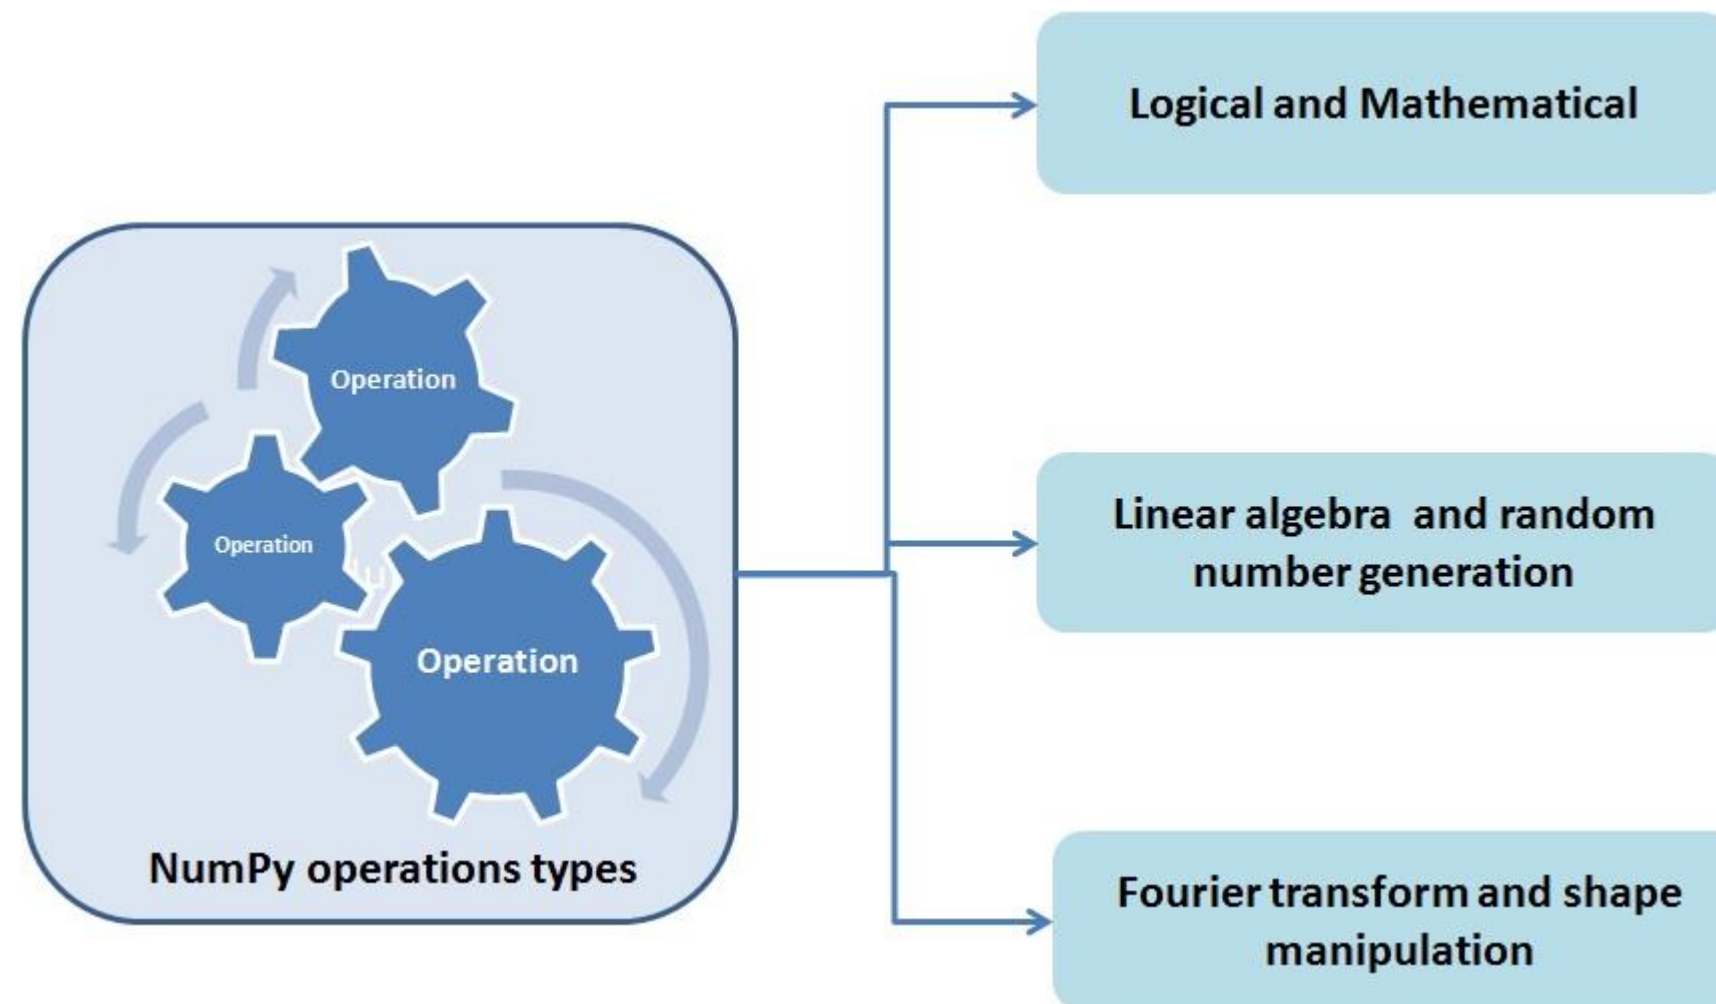 Operation
Operation
Operation
NumPy operations types
Logical and Mathematical
Linear algebra and random
number generation
Fourier transform and shape
manipulation